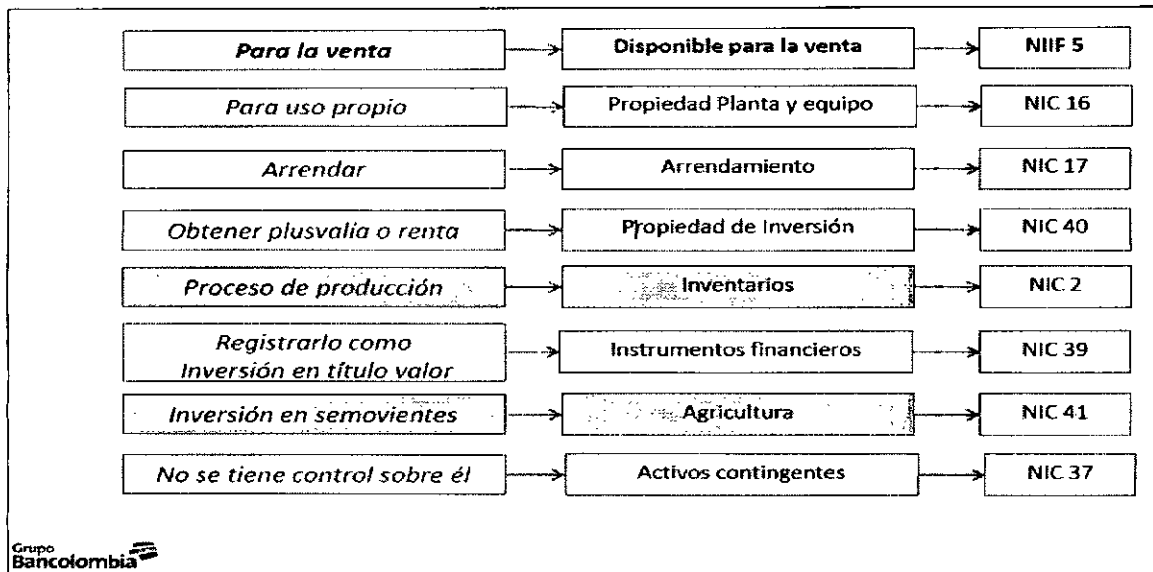 Para la venta Disponible para la venta NIIF 5
Para uso propio Propiedad Planta y equipo NIC 16
Arrendar Arrendamiento NIC 17
Obtener plusvalía o renta Propiedad de Inversión NIC 40
Proceso de producción Inventarios NIC 2
Registrarlo como
Inversión en título valor Instrumentos financieros NIC 39
Inversión en semovientes Agricultura NIC 41
No se tiene control sobre él Activos contingentes NIC 37
Grupo
Bancolombia